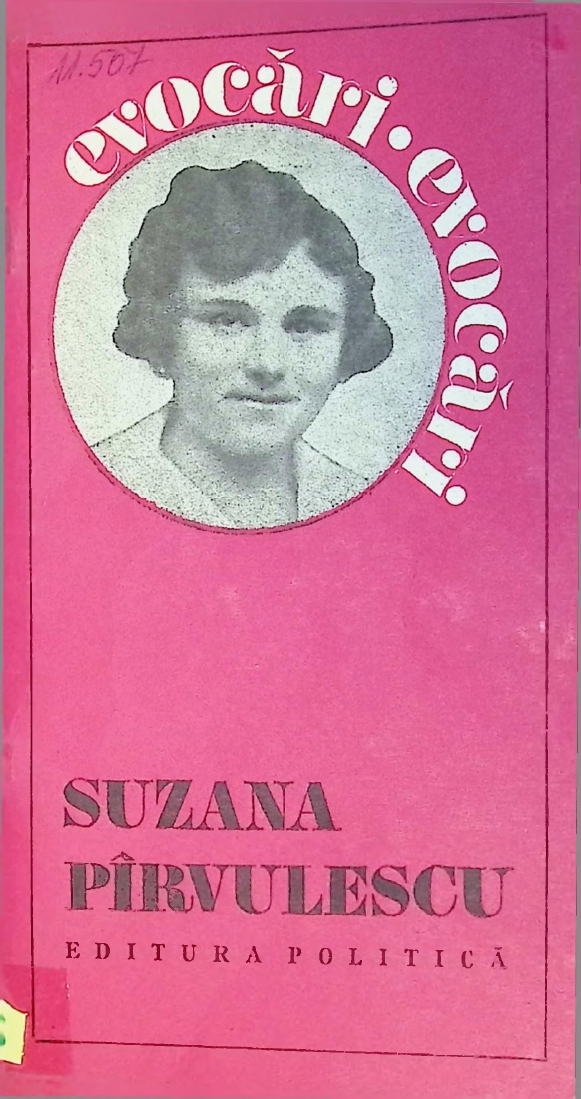 11.507
evocări · evocări
SUZANA
PÎRVULESCU
EDITURA POLITICĂ